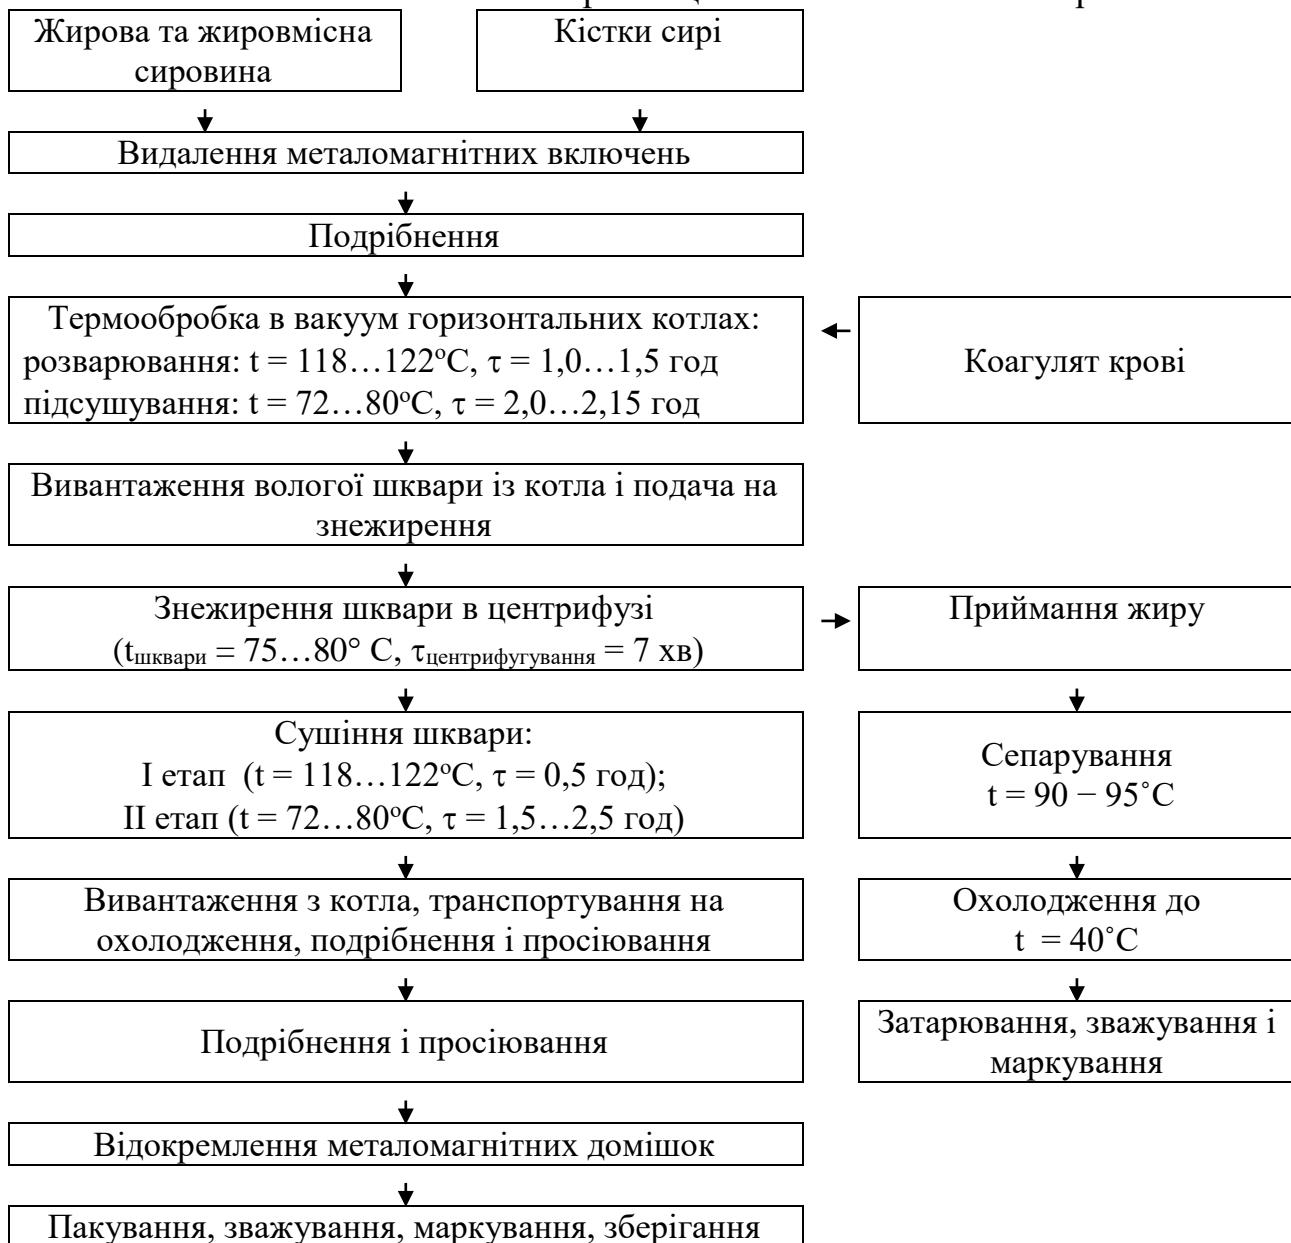 Жирова та жировмісна
сировина
Кістки сирі
Видалення металомагнітних включень
Подрібнення
Термообробка в вакуум горизонтальних котлах:
розварювання: t = 118…122ºС, τ = 1,0…1,5 год
підсушування: t = 72…80ºС, τ = 2,0…2,15 год
Коагулят крові
Вивантаження вологої шквари із котла і подача на
знежирення
Знежирення шквари в центрифузі
(tшквари = 75…80° С, τцентрифугування = 7 хв)
Приймання жиру
Сушіння шквари:
І етап (t = 118…122ºС, τ = 0,5 год);
ІІ етап (t = 72…80ºС, τ = 1,5…2,5 год)
Сепарування
t = 90 − 95˚С
Вивантаження з котла, транспортування на
охолодження, подрібнення і просіювання
Охолодження до
t = 40˚С
Подрібнення і просіювання
Затарювання, зважування і
маркування
Відокремлення металомагнітних домішок
Пакування, зважування, маркування, зберігання